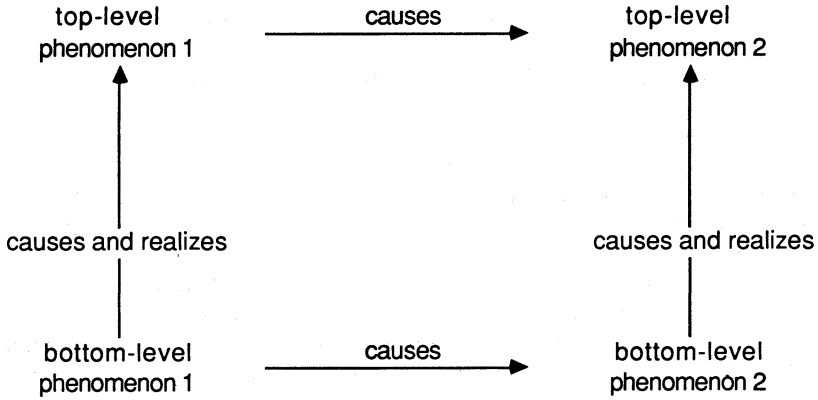 top-level
phenomenon 1
causes
top-level
phenomenon 2
causes and realizes
causes and realizes
bottom-level
phenomenon 1
causes
bottom-level
phenomenon 2